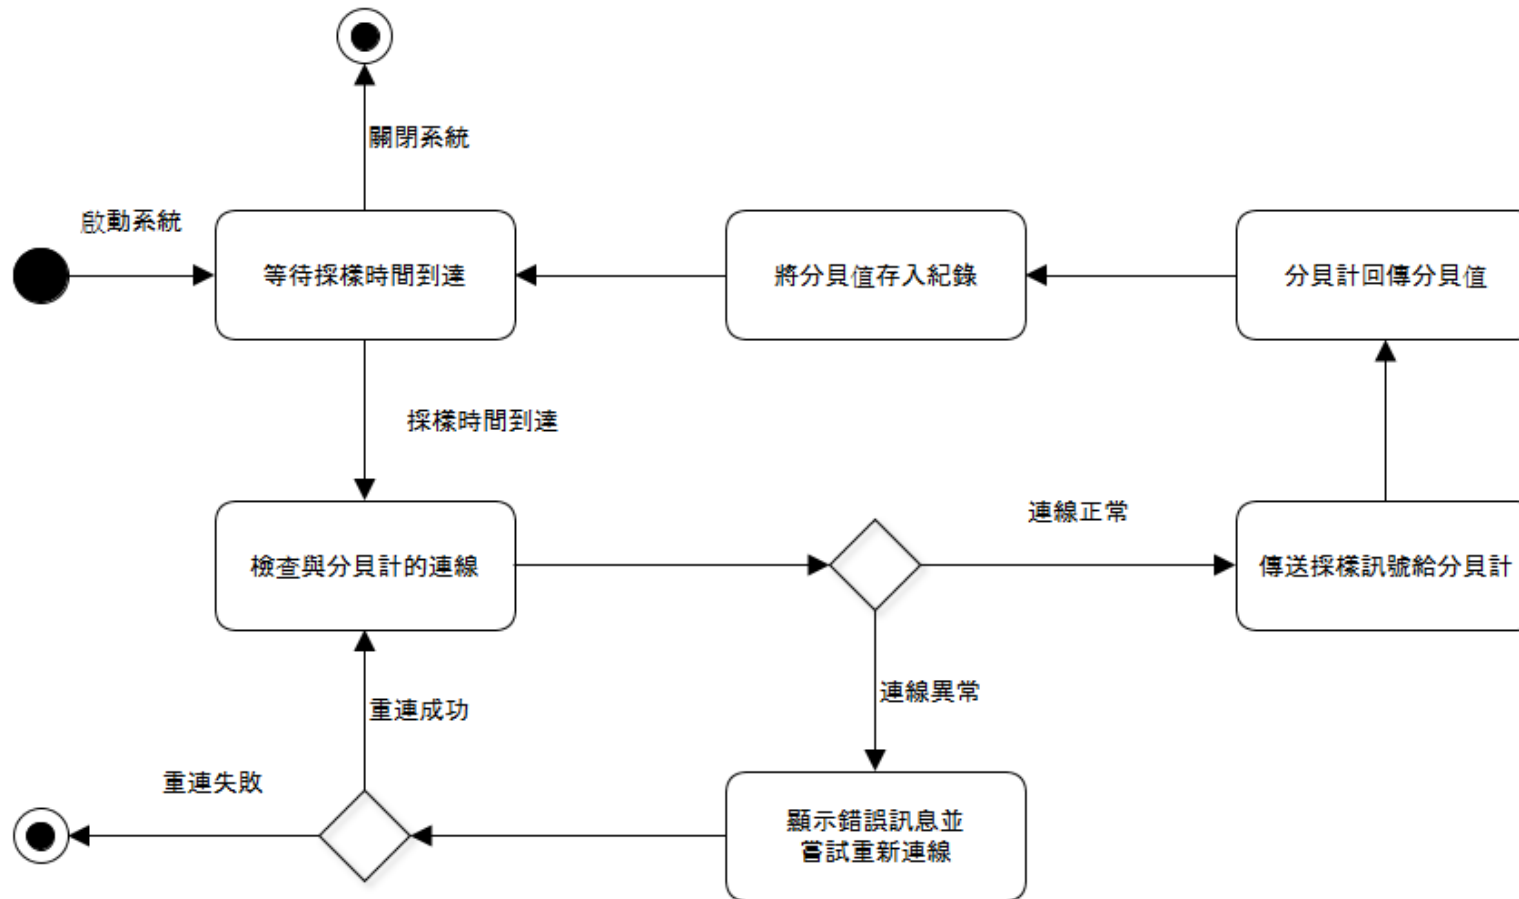 關閉系統
啟動系統
等待採樣時間到達
將分貝值存入紀錄
分貝計回傳分貝值
採樣時間到達
連線正常
檢查與分貝計的連線
傳送採樣訊號給分貝計
連線異常
重連成功
重連失敗
顯示錯誤訊息並
嘗試重新連線